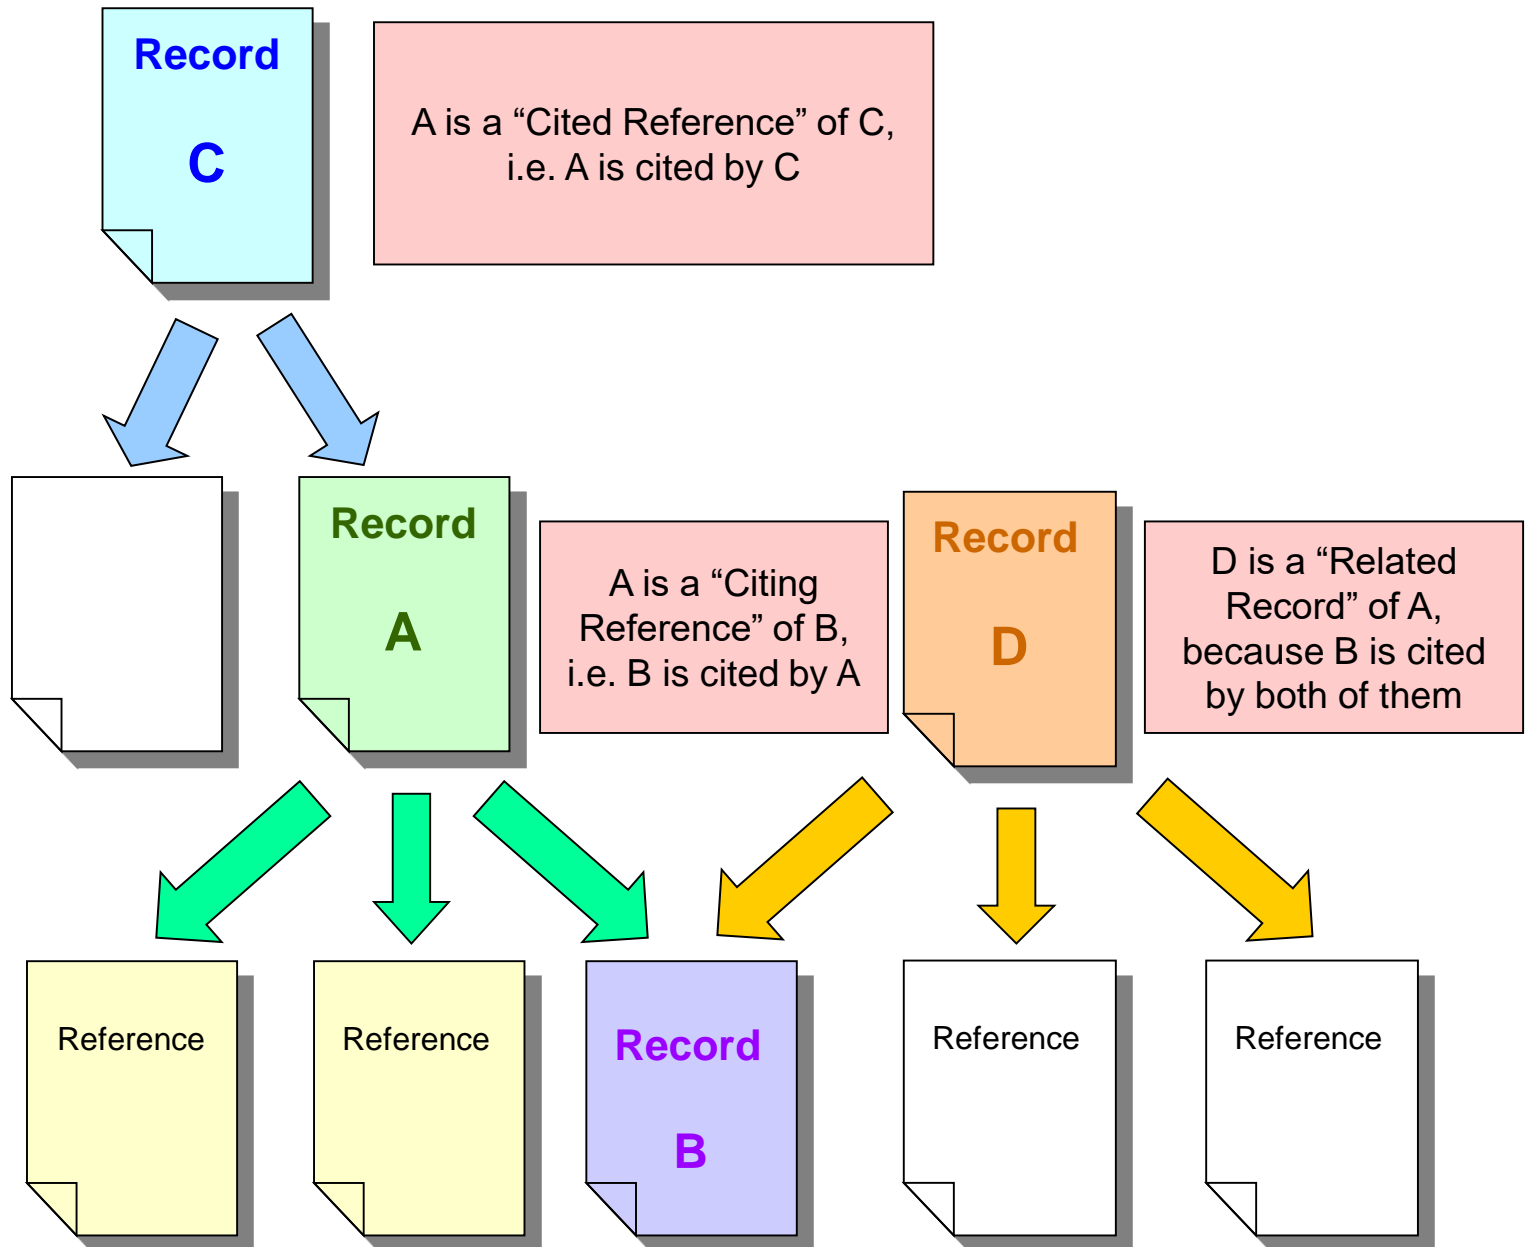 Record
C
A is a “Cited Reference” of C,
i.e. A is cited by C
Record
A
A is a “Citing
Reference” of B,
i.e. B is cited by A
Record
D
D is a “Related
Record” of A,
because B is cited
by both of them
Reference
Reference
Record
B
Reference
Reference